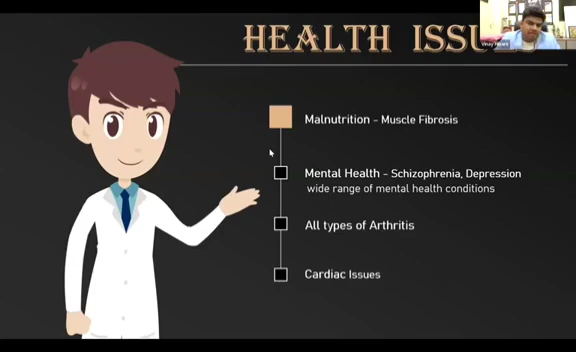 HEALTH ISSU
Malnutrition - Muscle Fibrosis
Mental Health - Schizophrenia, Depression
wide range of mental health conditions
All types of Arthritis
Cardiac Issues